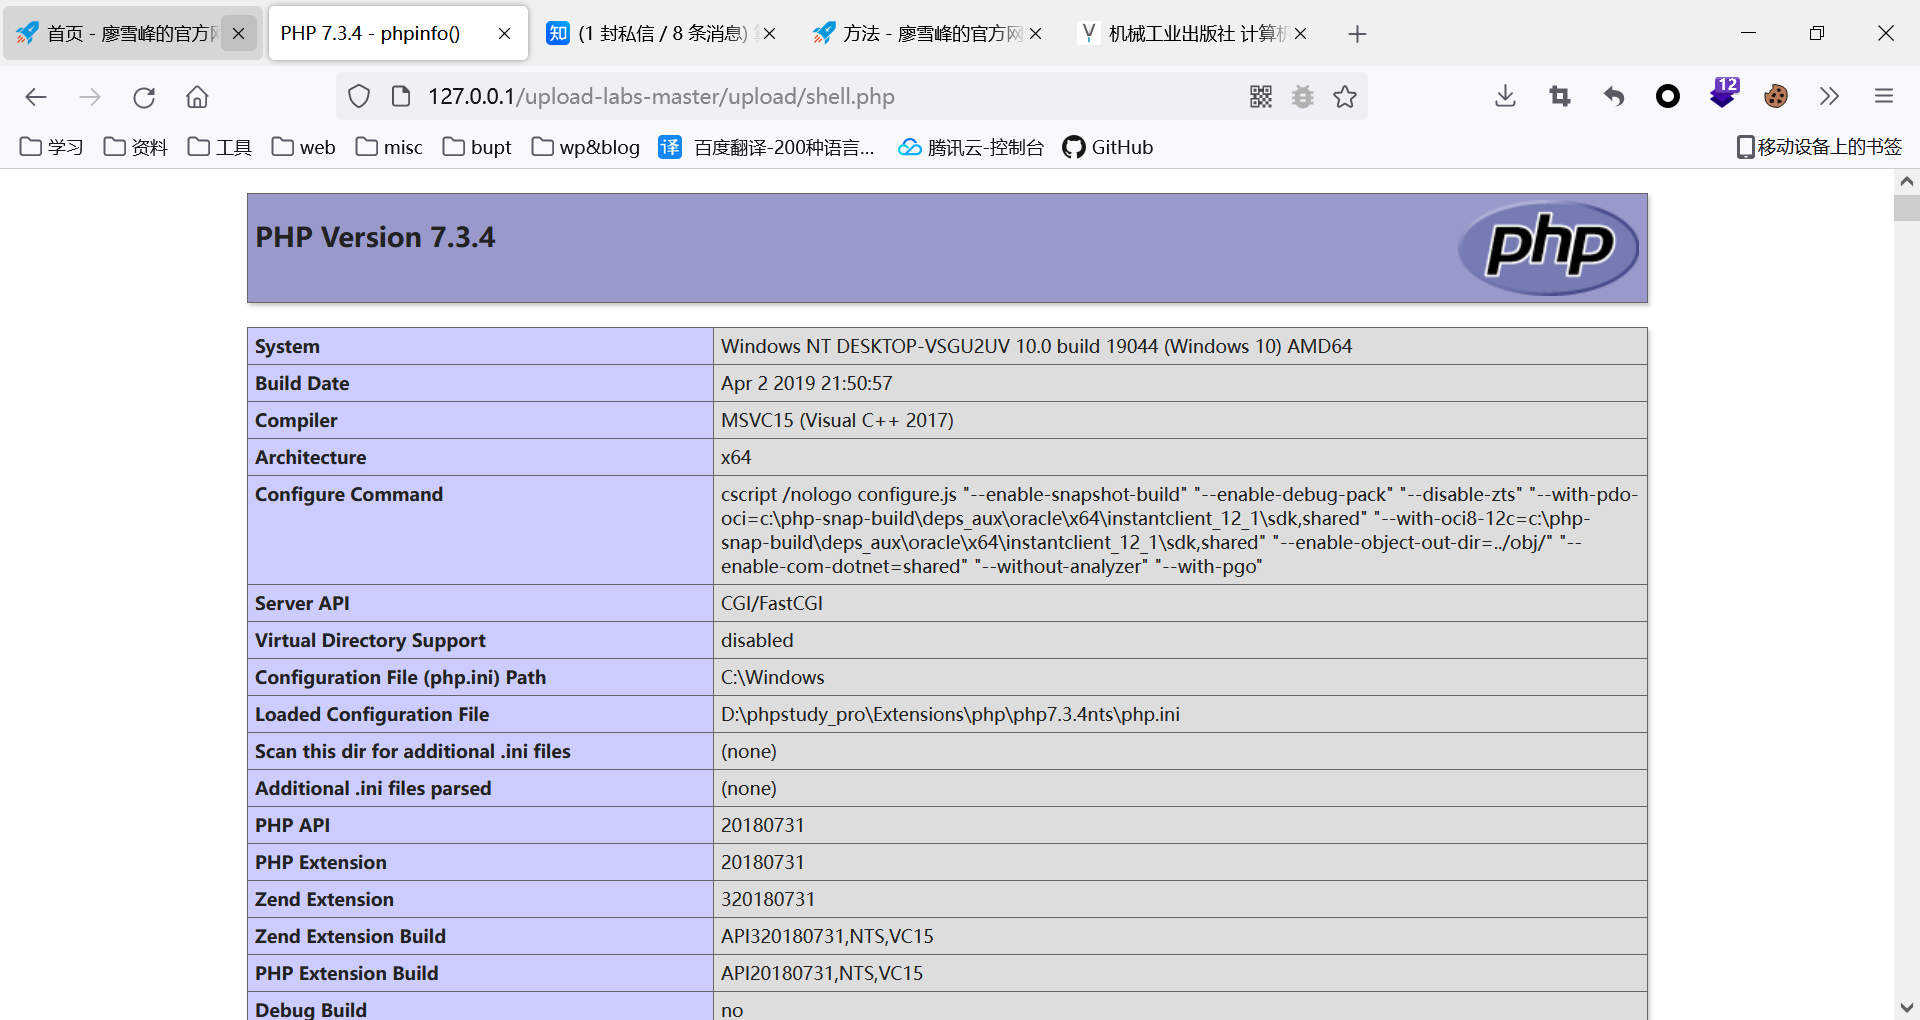 首页 - 廖雪峰的官方网
PHP 7.3.4 - phpinfo()
知 (1 封私信 / 8 条消息)
方法 - 廖雪峰的官方网
机械工业出版社 计算机
127.0.0.1/upload-labs-master/upload/shell.php
12
学习 资料 工具 web misc bupt wp&blog 译 百度翻译-200种语言... 腾讯云-控制台 GitHub 移动设备上的书签
PHP Version 7.3.4
php
System Windows NT DESKTOP-VSGU2UV 10.0 build 19044 (Windows 10) AMD64
Build Date Apr 2 2019 21:50:57
Compiler MSVC15 (Visual C++ 2017)
Architecture x64
Configure Command cscript /nologo configure.js "--enable-snapshot-build" "--enable-debug-pack" "--disable-zts" "--with-pdo-
oci=c:\php-snap-build\deps_aux\oracle\x64\instantclient_12_1\sdk,shared" "--with-oci8-12c=c:\php-
snap-build\deps_aux\oracle\x64\instantclient_12_1\sdk,shared" "--enable-object-out-dir=../obj/" "--
enable-com-dotnet=shared" "--without-analyzer" "--with-pgo"
Server API CGI/FastCGI
Virtual Directory Support disabled
Configuration File (php.ini) Path C:\Windows
Loaded Configuration File D:\phpstudy_pro\Extensions\php\php7.3.4nts\php.ini
Scan this dir for additional .ini files (none)
Additional .ini files parsed (none)
PHP API 20180731
PHP Extension 20180731
Zend Extension 320180731
Zend Extension Build API320180731,NTS,VC15
PHP Extension Build API20180731,NTS,VC15
Debug Build no